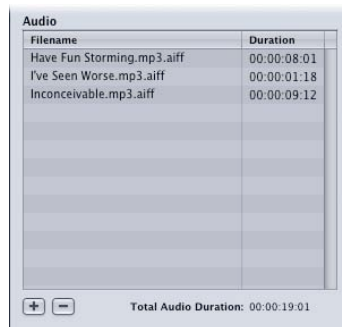 Audio
Filename Duration
Have Fun Storming.mp3.aiff 00:00:08:01
I've Seen Worse.mp3.aiff 00:00:01:18
Inconceivable.mp3.aiff 00:00:09:12
+ − Total Audio Duration: 00:00:19:01